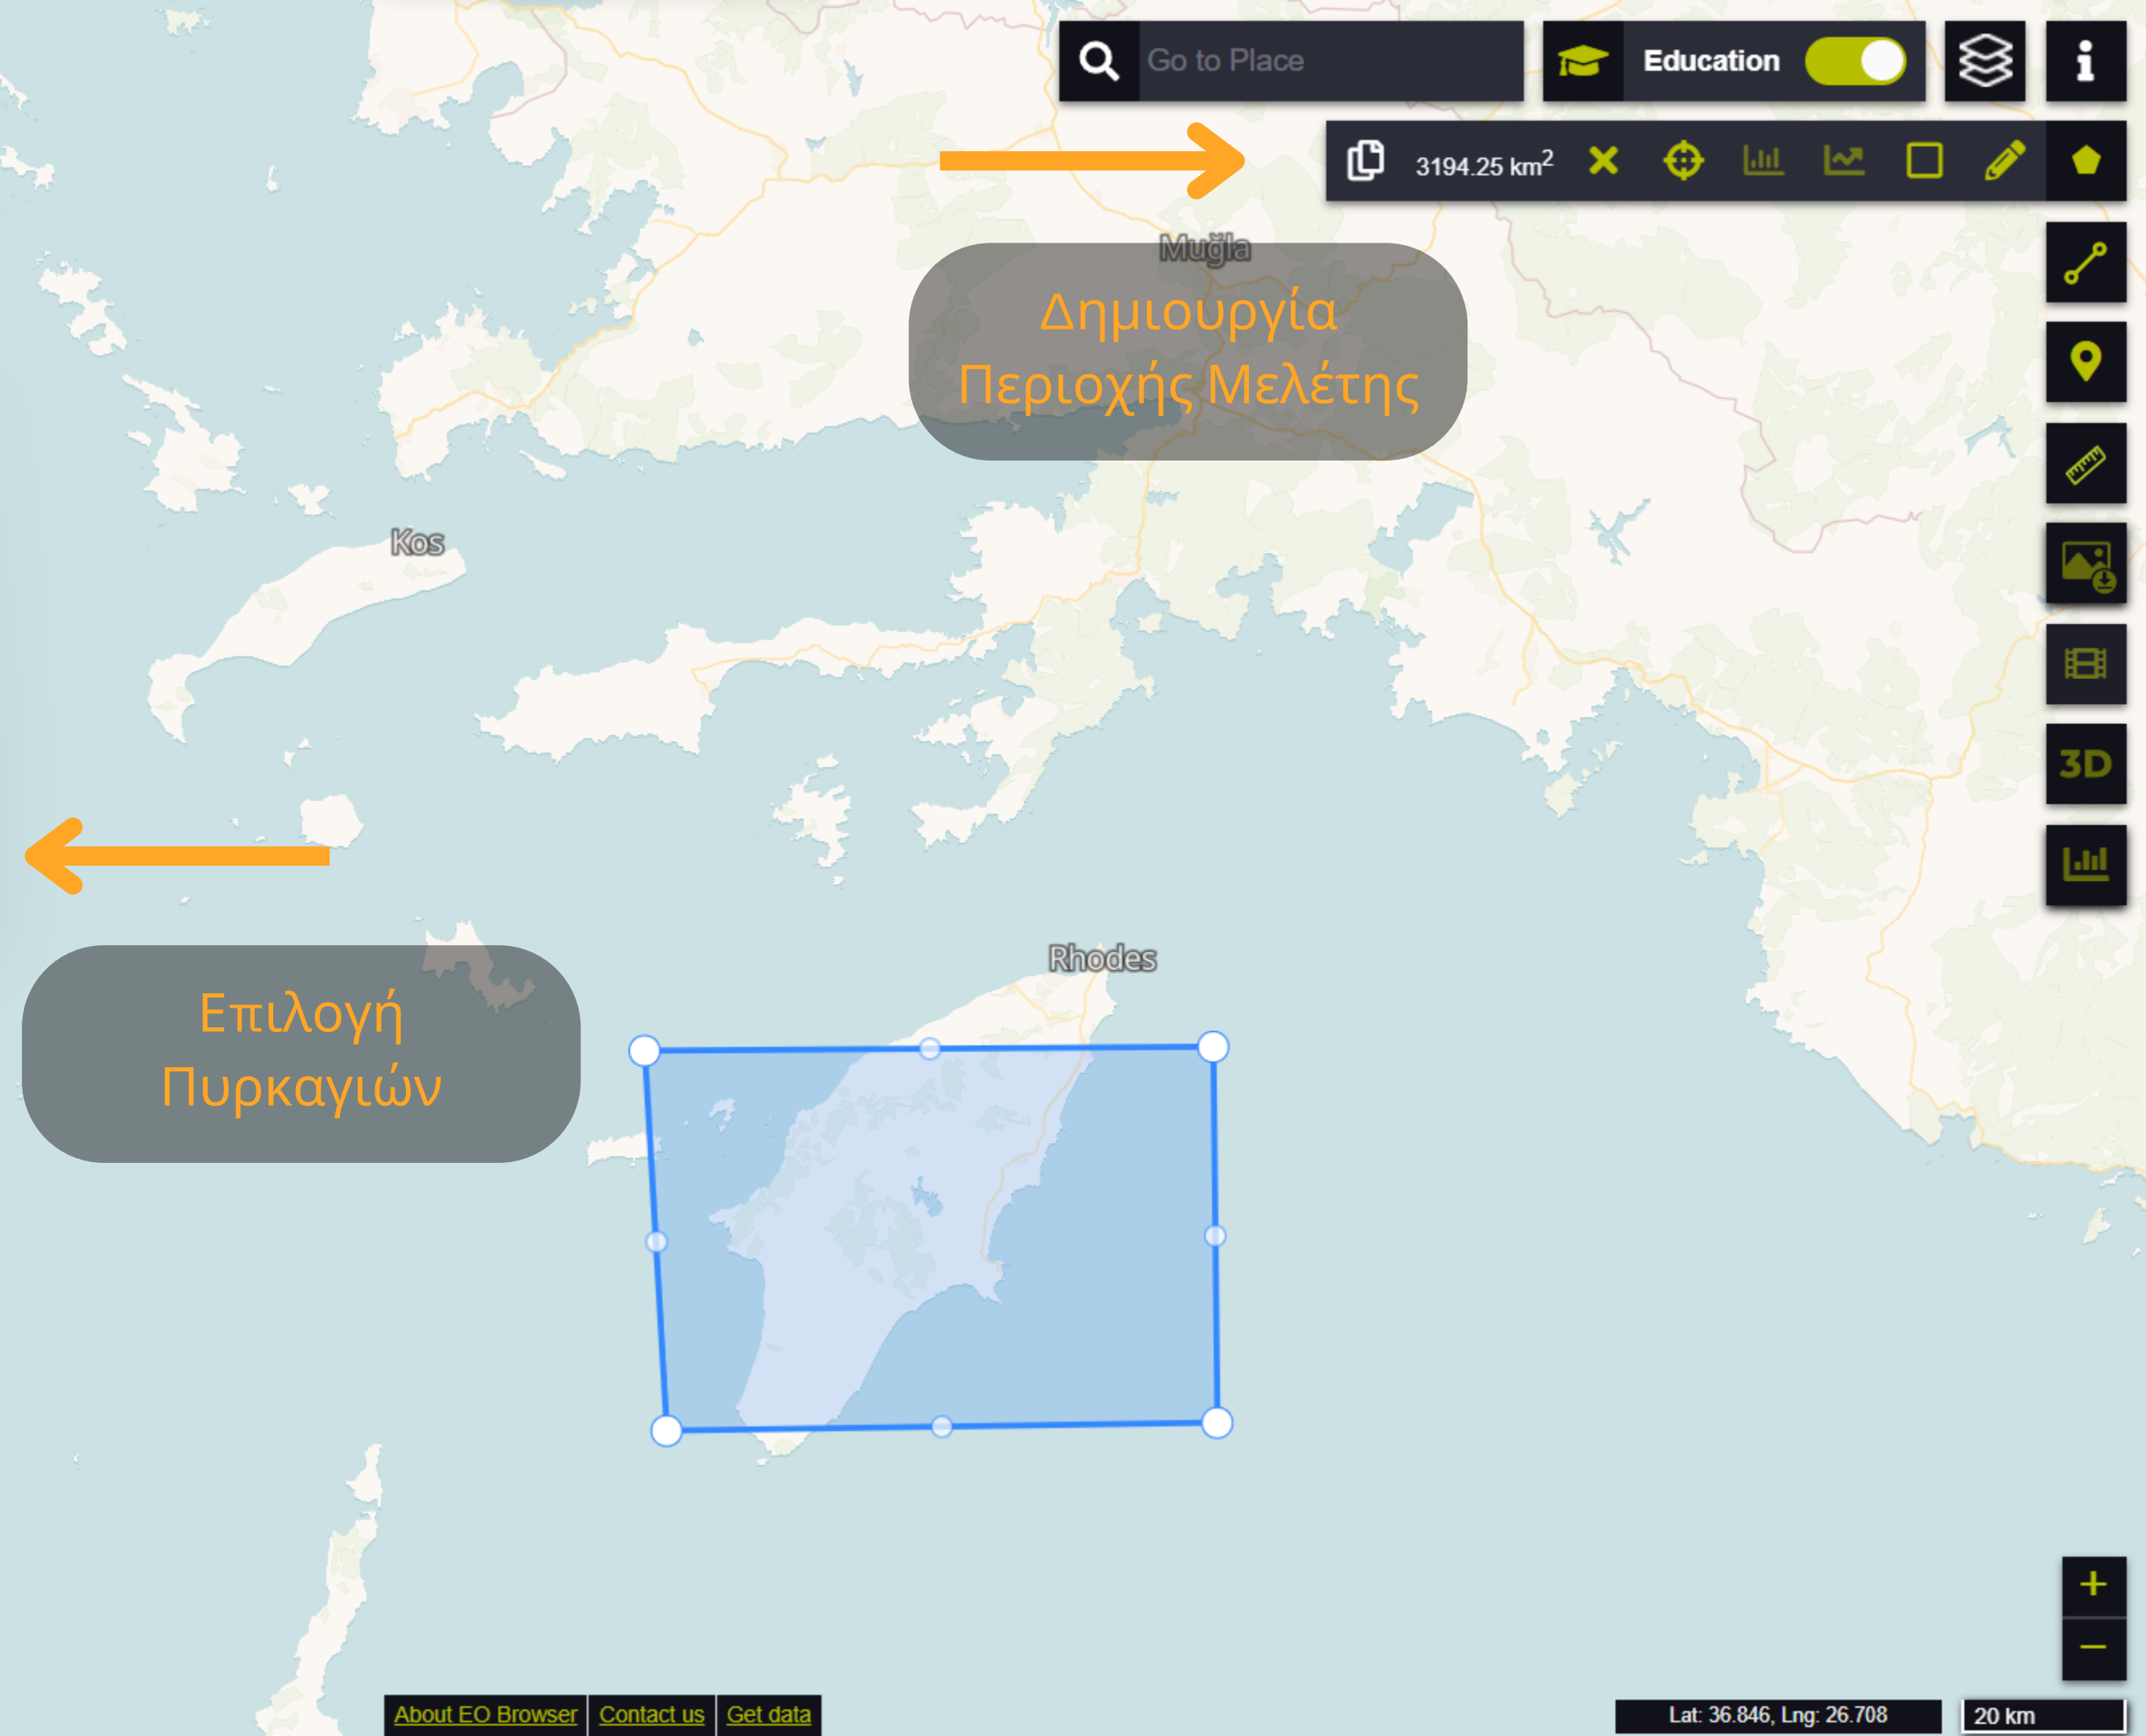 Go to Place
Education
3194.25 km²
Muğla
Δημιουργία
Περιοχής Μελέτης
Kos
3D
Rhodes
Επιλογή
Πυρκαγιών
+
−
About EO Browser
Contact us
Get data
Lat: 36.846, Lng: 26.708
20 km